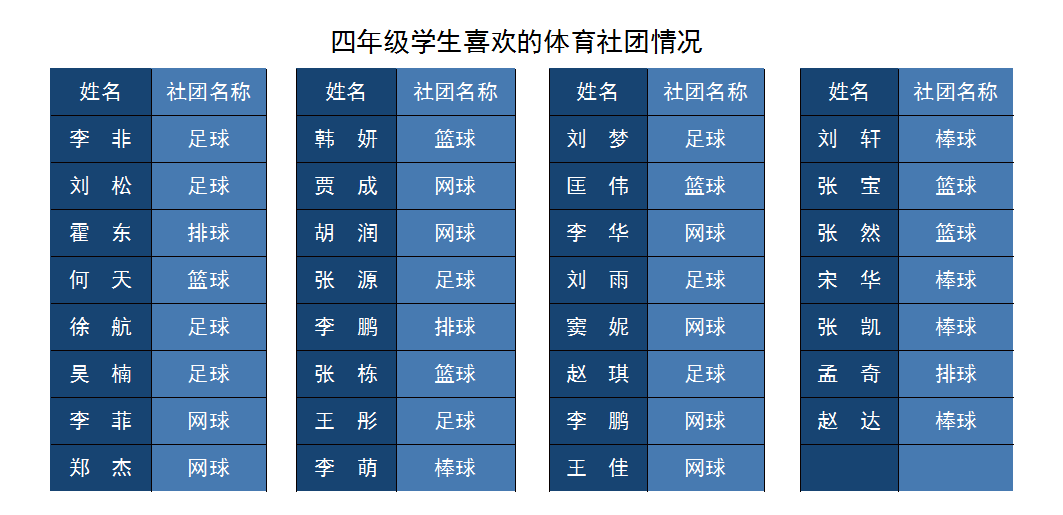 四年级学生喜欢的体育社团情况
姓名 社团名称 姓名 社团名称 姓名 社团名称 姓名 社团名称
李 非 足球 韩 妍 篮球 刘 梦 足球 刘 轩 棒球
刘 松 足球 贾 成 网球 匡 伟 篮球 张 宝 篮球
霍 东 排球 胡 润 网球 李 华 网球 张 然 篮球
何 天 篮球 张 源 足球 刘 雨 足球 宋 华 棒球
徐 航 足球 李 鹏 排球 窦 妮 网球 张 凯 棒球
吴 楠 足球 张 栋 篮球 赵 琪 足球 孟 奇 排球
李 菲 网球 王 彤 足球 李 鹏 网球 赵 达 棒球
郑 杰 网球 李 萌 棒球 王 佳 网球